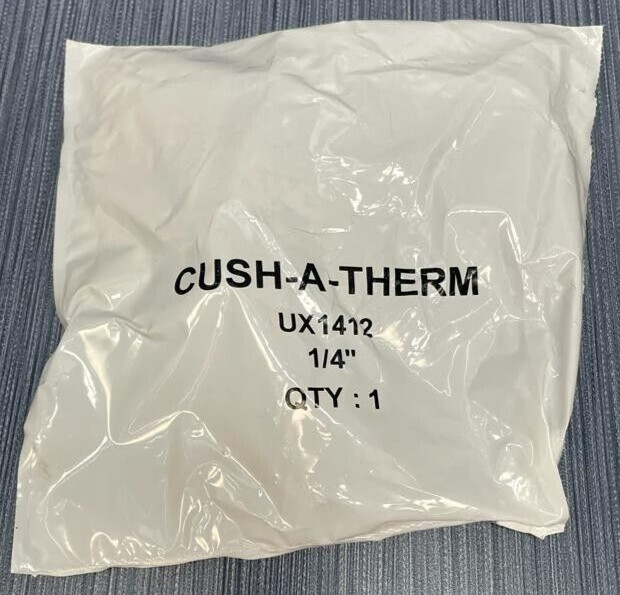 CUSH-A-THERM
UX1412
1/4"
QTY : 1